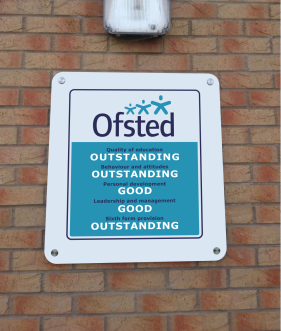 Ofsted
Quality of education
OUTSTANDING
Behaviour and attitudes
OUTSTANDING
Personal development
GOOD
Leadership and management
GOOD
Sixth form provision
OUTSTANDING